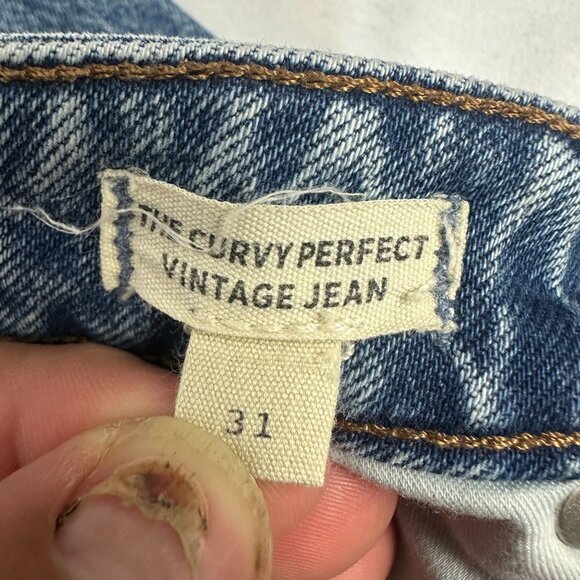 THE CURVY PERFECT
VINTAGE JEAN
31